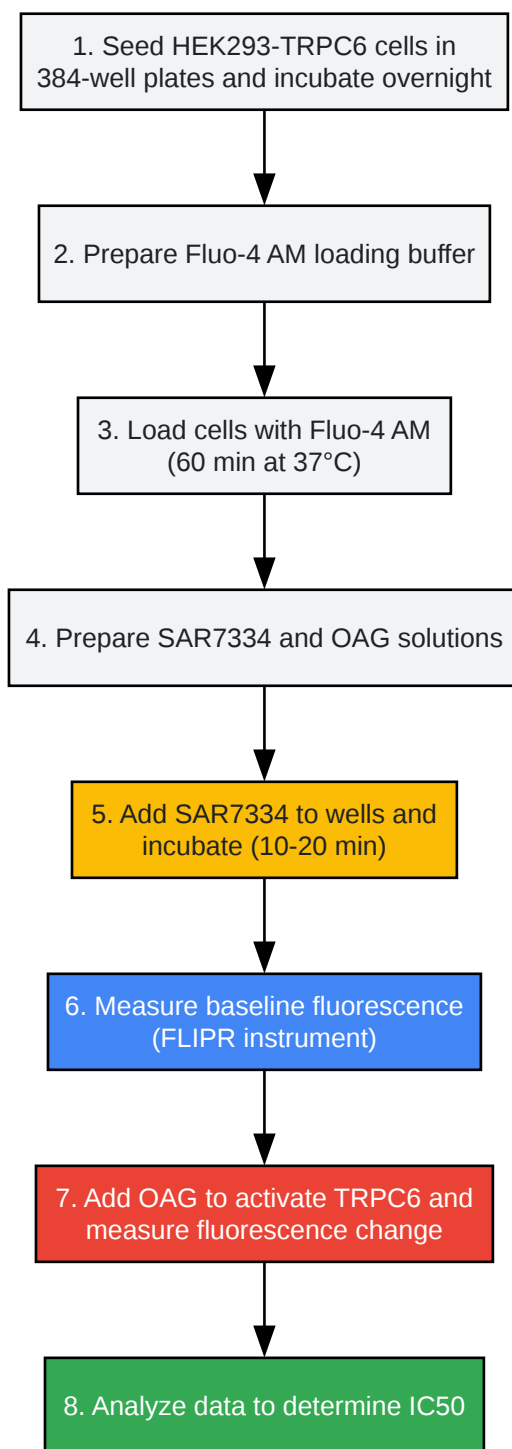 1. Seed HEK293-TRPC6 cells in
384-well plates and incubate overnight
2. Prepare Fluo-4 AM loading buffer
3. Load cells with Fluo-4 AM
(60 min at 37°C)
4. Prepare SAR7334 and OAG solutions
5. Add SAR7334 to wells and
incubate (10-20 min)
6. Measure baseline fluorescence
(FLIPR instrument)
7. Add OAG to activate TRPC6 and
measure fluorescence change
8. Analyze data to determine IC50